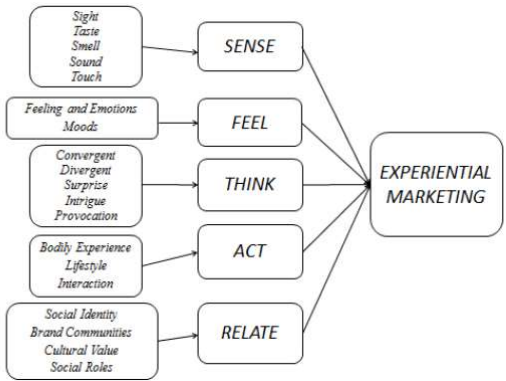 Sight
Taste
Smell
Sound
Touch
SENSE
Feeling and Emotions
Moods
FEEL
Convergent
Divergent
Surprise
Intrigue
Provocation
THINK
EXPERIENTIAL
MARKETING
Bodily Experience
Lifestyle
Interaction
ACT
Social Identity
Brand Communities
Cultural Value
Social Roles
RELATE